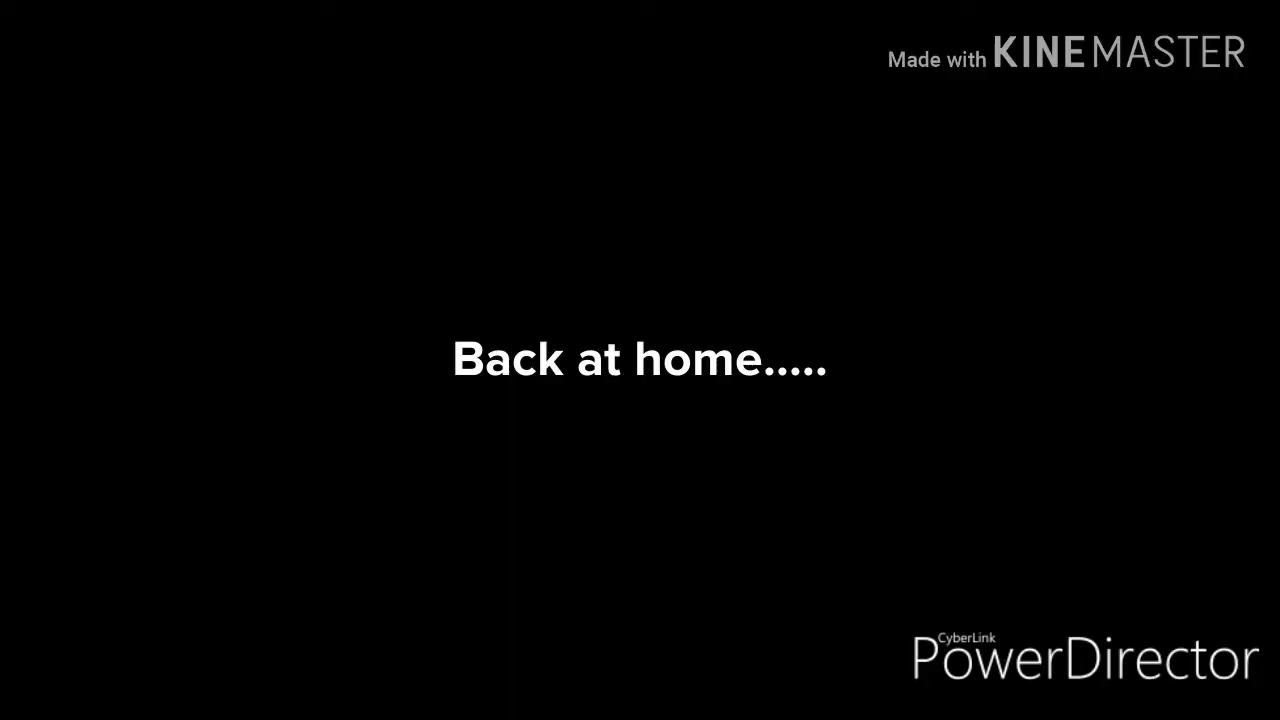 Made with KINEMASTER
Back at home.....
CyberLink
PowerDirector